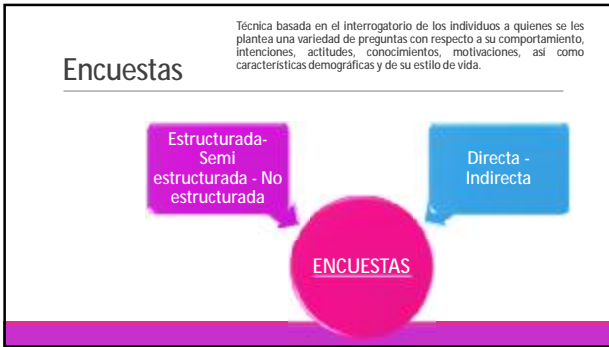 Técnica basada en el interrogatorio de los individuos a quienes se les
plantea una variedad de preguntas con respecto a su comportamiento,
intenciones, actitudes, conocimientos, motivaciones, así como
características demográficas y de su estilo de vida.
Encuestas
Estructurada-
Semi
estructurada - No
estructurada
Directa -
Indirecta
ENCUESTAS